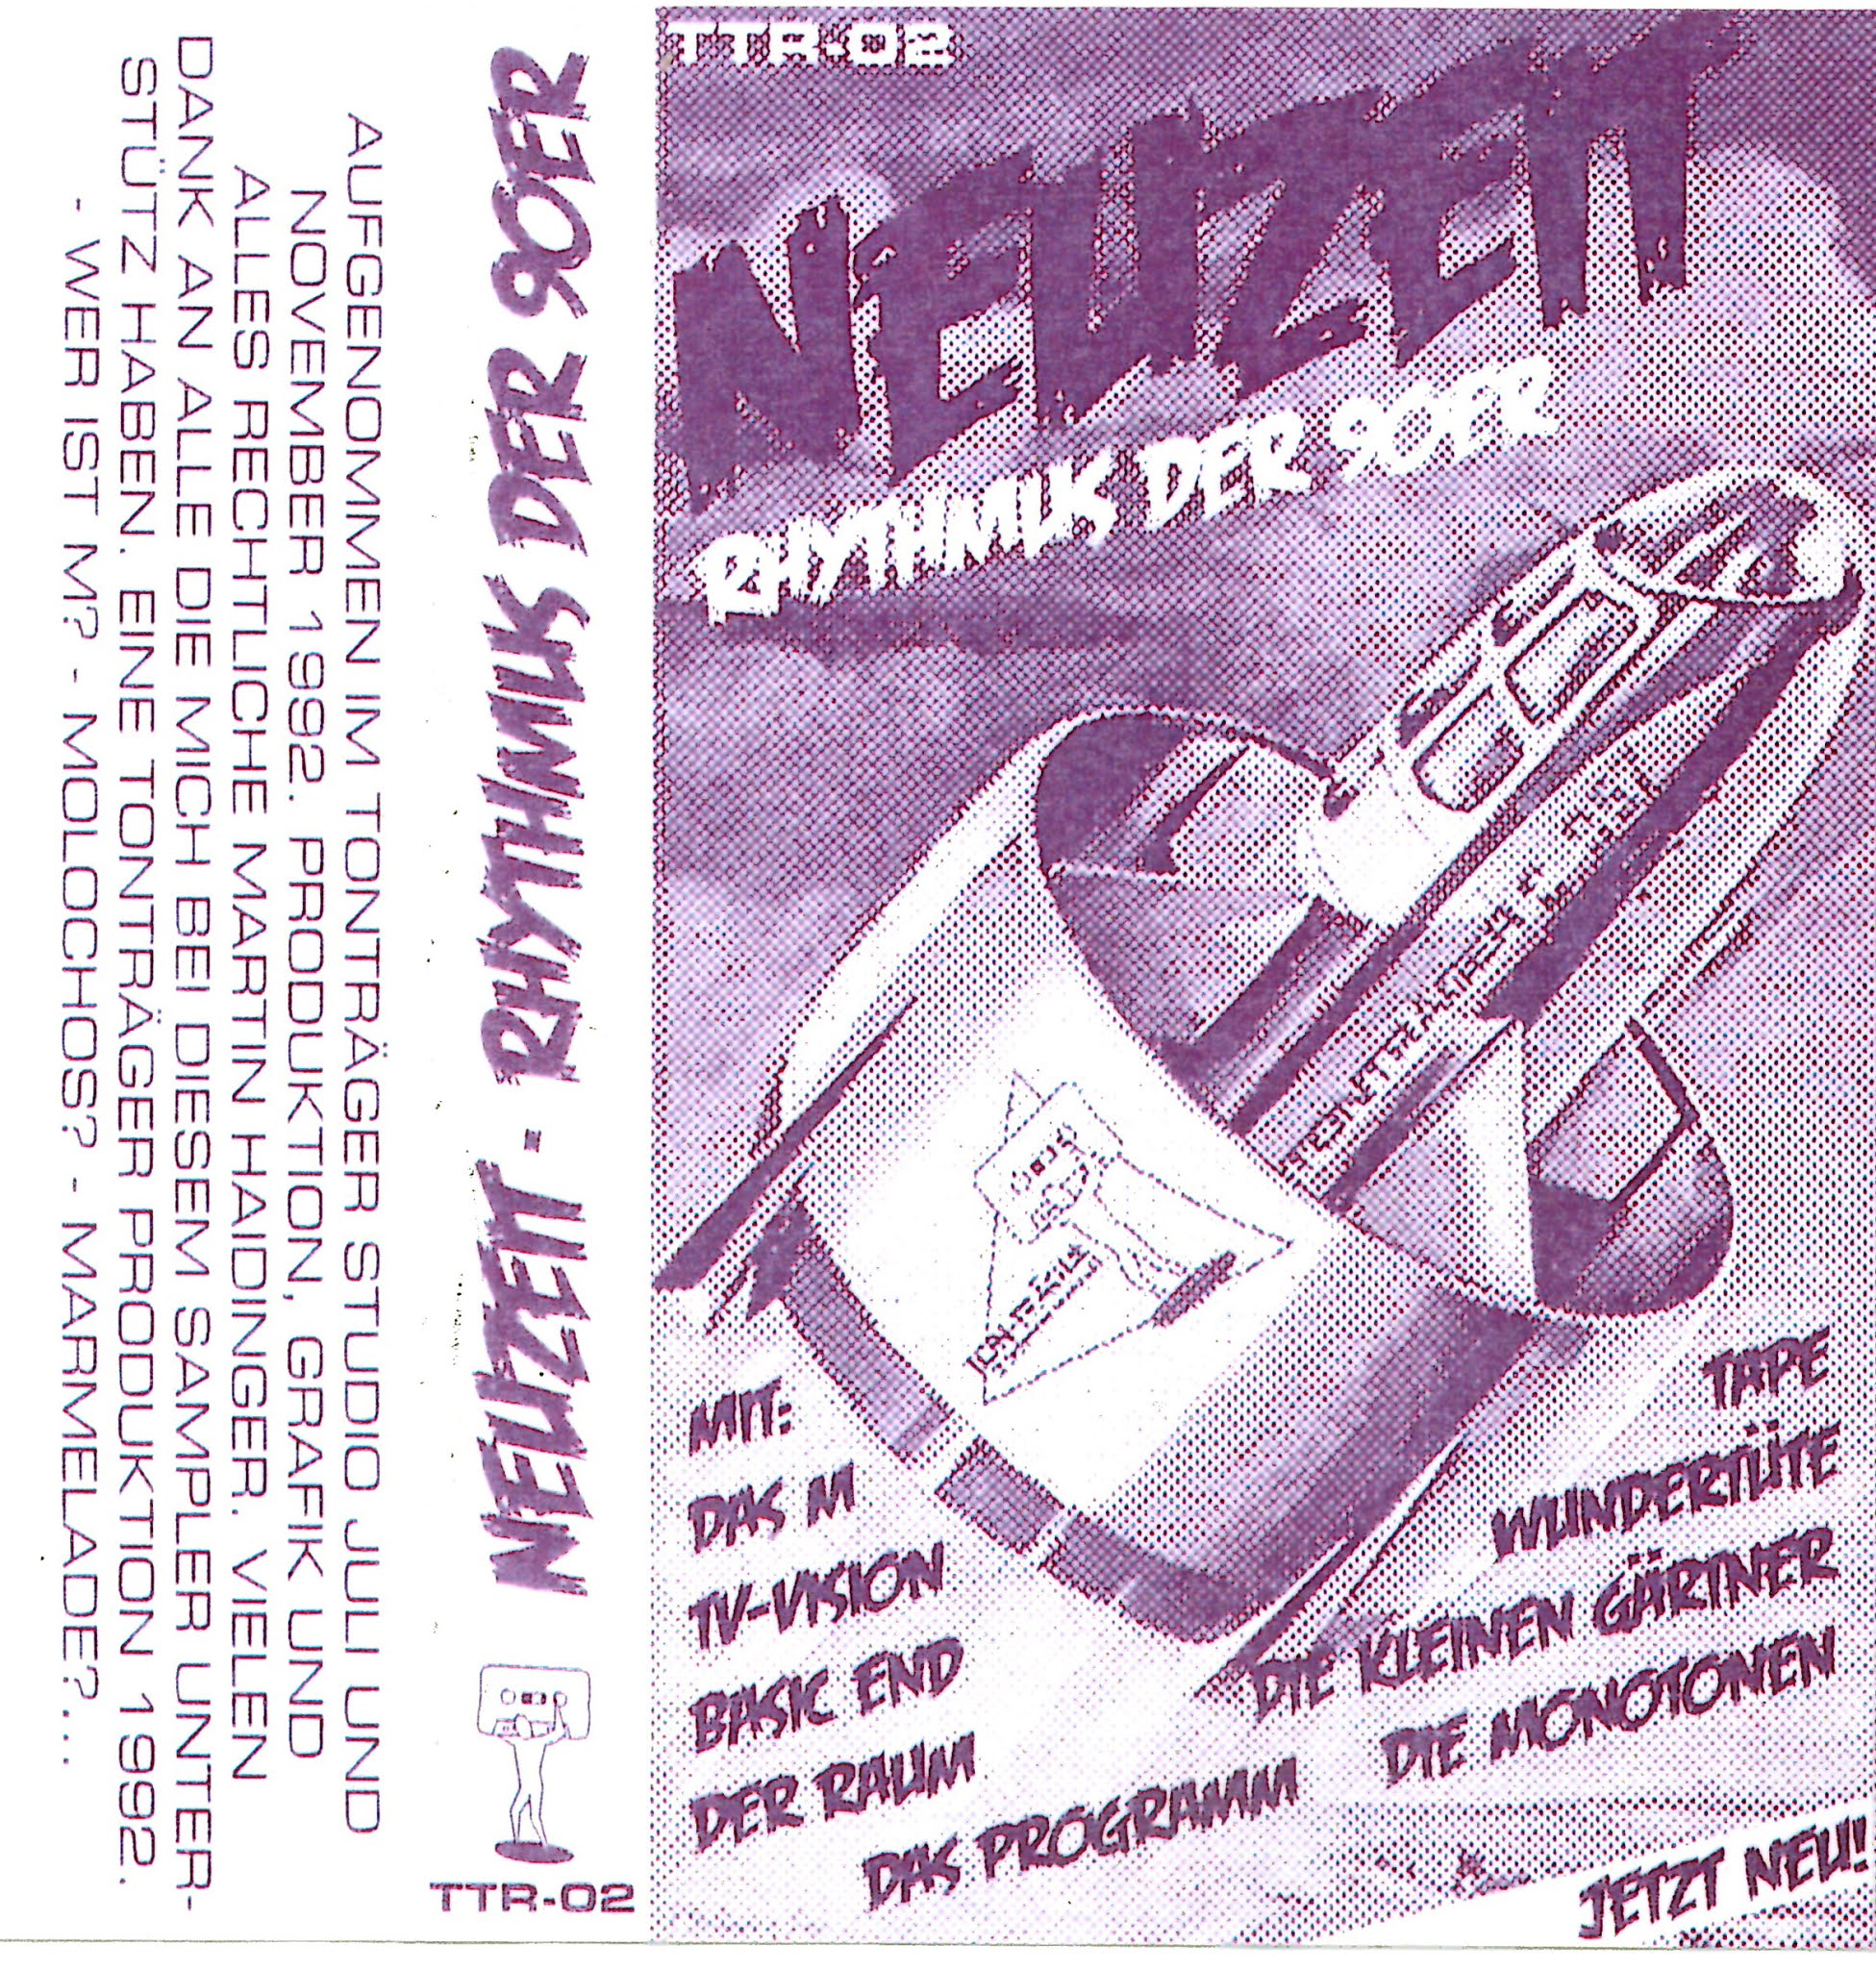 TTR-02
NEUZEIT
RHYTHMUS DER 90ER
MIT:
DAS M
TV-VISION
BASIC END
DER RAUM
DAS PROGRAMM
TAPE
WUNDERTÜTE
DIE KLEINEN GÄRTNER
DIE MONOTONEN
JETZT NEU!
NEUZEIT - RHYTHMUS DER 90ER
TTR-02
AUFGENOMMEN IM TONTRÄGER STUDIO JULI UND
NOVEMBER 1992. PRODUKTION, GRAFIK UND
ALLES RECHTLICHE MARTIN HAIDINGER. VIELEN
DANK AN ALLE DIE MICH BEI DIESEM SAMPLER UNTER-
STÜTZ HABEN. EINE TONTRÄGER PRODUKTION 1992.
- WER IST M? - MOLOCHOS? - MARMELADE?...